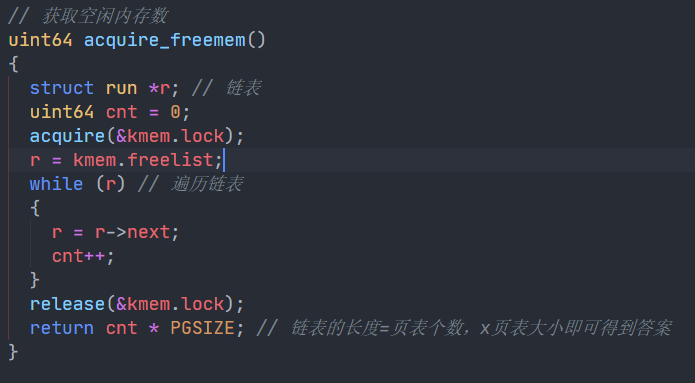 // 获取空闲内存数
uint64 acquire_freemem()
{
  struct run *r; // 链表
  uint64 cnt = 0;
  acquire(&kmem.lock);
  r = kmem.freelist;
  while (r) // 遍历链表
  {
    r = r->next;
    cnt++;
  }
  release(&kmem.lock);
  return cnt * PGSIZE; // 链表的长度=页表个数，x页表大小即可得到答案
}